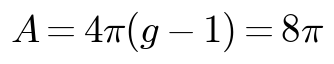 A = 4π(g − 1) = 8π